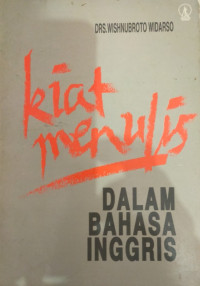 DRS. WISHNUBROTO WIDARSO
kiat
menulis
DALAM
BAHASA
INGGRIS